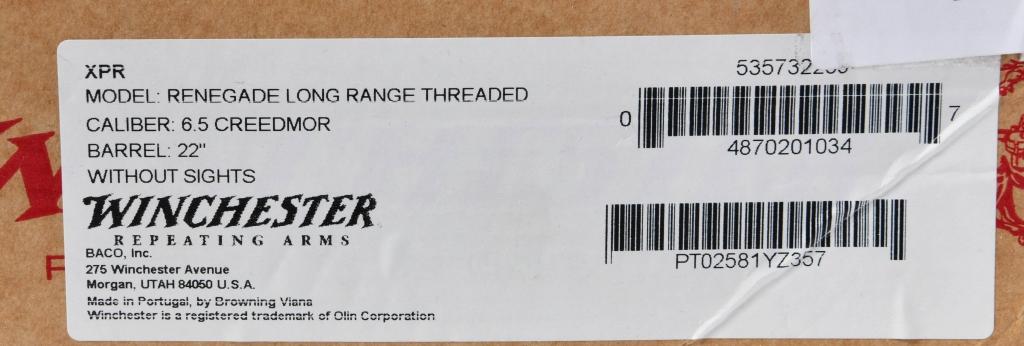 XPR
MODEL: RENEGADE LONG RANGE THREADED
CALIBER: 6.5 CREEDMOR
BARREL: 22"
WITHOUT SIGHTS
WINCHESTER
REPEATING ARMS
BACO, Inc.
275 Winchester Avenue
Morgan, UTAH 84050 U.S.A.
Made in Portugal, by Browning Viana
Winchester is a registered trademark of Olin Corporation
0 7
4870201034
PT02581YZ357